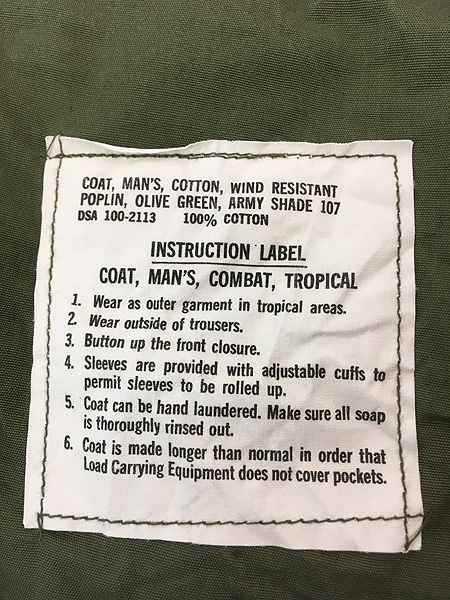 COAT, MAN'S, COTTON, WIND RESISTANT
POPLIN, OLIVE GREEN, ARMY SHADE 107
DSA 100-2113 100% COTTON
INSTRUCTION LABEL
COAT, MAN'S, COMBAT, TROPICAL
1. Wear as outer garment in tropical areas.
2. Wear outside of trousers.
3. Button up the front closure.
4. Sleeves are provided with adjustable cuffs to
permit sleeves to be rolled up.
5. Coat can be hand laundered. Make sure all soap
is thoroughly rinsed out.
6. Coat is made longer than normal in order that
Load Carrying Equipment does not cover pockets.